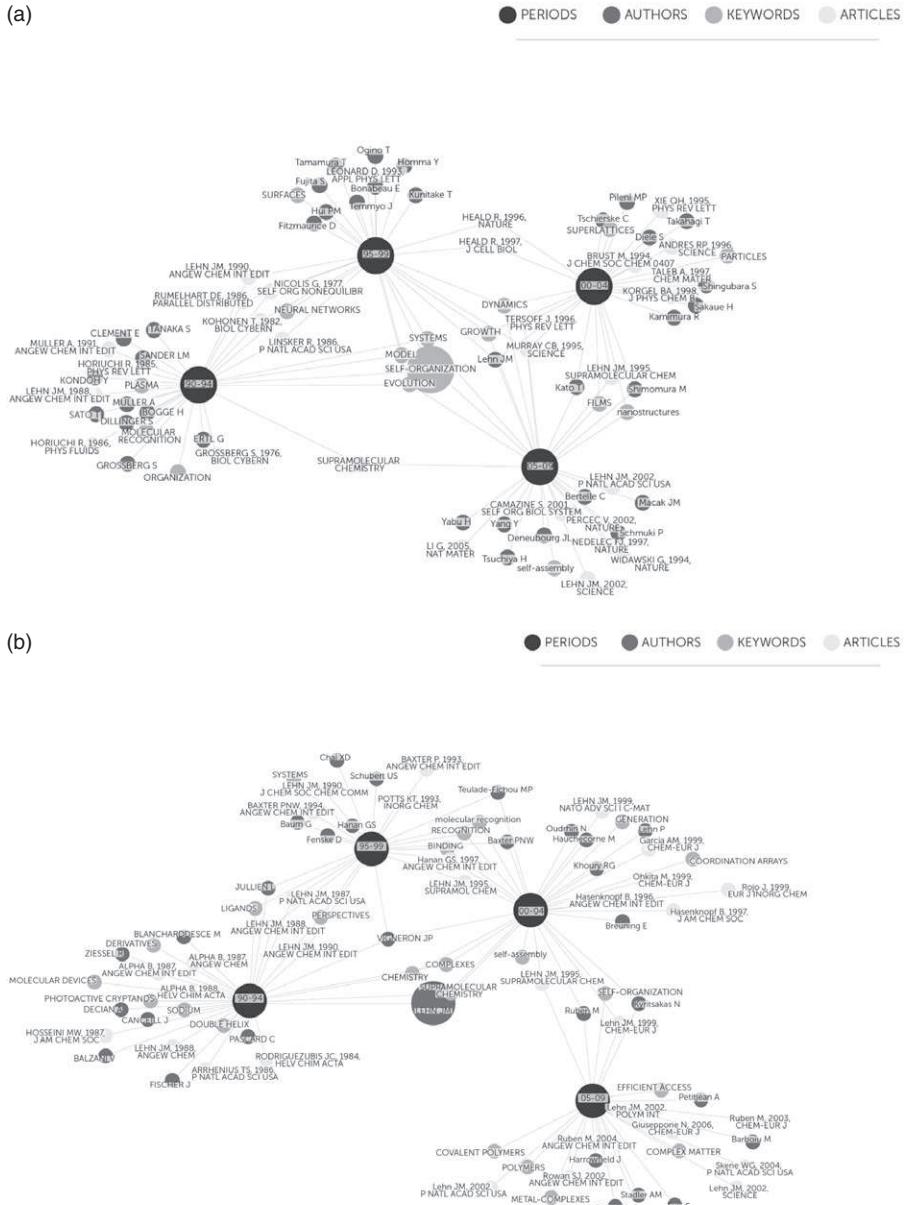 (a)
PERIODS
AUTHORS
KEYWORDS
ARTICLES
Ogino T
Tamamura T
Homma Y
LEONARD D, 1993,
APPL PHYS LETT
Fujita S
Bonabeau E
SURFACES
Kunitake T
Temmyo J
Hui PM
Fitzmaurice D
Pileni MP
XIE QH, 1995,
PHYS REV LETT
HEALD R, 1996,
NATURE
Tschierske C
Takahagi T
SUPERLATTICES
Diele S
HEALD R, 1997,
J CELL BIOL
ANDRES RP, 1996,
SCIENCE
BRUST M, 1994,
J CHEM SOC CHEM 0407
PARTICLES
95-99
LEHN JM, 1990,
ANGEW CHEM INT EDIT
TALEB A, 1997,
CHEM MATER
NICOLIS G, 1977,
SELF ORG NONEQUILIBR
00-04
Shingubara S
RUMELHART DE, 1986,
PARALLEL DISTRIBUTED
KORGEL BA, 1998,
J PHYS CHEM B
DYNAMICS
Sakaue H
NEURAL NETWORKS
TERSOFF J, 1996,
PHYS REV LETT
Kamimura R
KOHONEN T, 1982,
BIOL CYBERN
TANAKA S
CLEMENT E
GROWTH
LINSKER R, 1986,
P NATL ACAD SCI USA
SYSTEMS
MULLER A, 1991,
ANGEW CHEM INT EDIT
MURRAY CB, 1995,
SCIENCE
MODEL
SANDER LM
Lehn JM
HORIUCHI R, 1985,
PHYS REV LETT
SELF-ORGANIZATION
LEHN JM, 1995,
SUPRAMOLECULAR CHEM
KONDOH Y
PLASMA
90-94
EVOLUTION
Kato T
Shimomura M
LEHN JM, 1988,
ANGEW CHEM INT EDIT
FILMS
MULLER A
nanostructures
SATO T
BOGGE H
DILLINGER S
MOLECULAR
RECOGNITION
ERTL G
HORIUCHI R, 1986,
PHYS FLUIDS
GROSSBERG S, 1976,
BIOL CYBERN
GROSSBERG S
SUPRAMOLECULAR
CHEMISTRY
05-09
ORGANIZATION
LEHN JM, 2002,
P NATL ACAD SCI USA
Bertelle C
Macak JM
CAMAZINE S, 2001,
SELF ORG BIOL SYSTEM
Yabu H
Yang Y
PERCEC V, 2002,
NATURE
Deneubourg JL
Schmuki P
LI G, 2005,
NAT MATER
NEDELEC FJ, 1997,
NATURE
Tsuchiya H
WIDAWSKI G, 1994,
NATURE
self-assembly
LEHN JM, 2002,
SCIENCE
(b)
PERIODS
AUTHORS
KEYWORDS
ARTICLES
BAXTER P, 1993,
ANGEW CHEM INT EDIT
SYSTEMS
Schubert US
LEHN JM, 1990,
J CHEM SOC CHEM COMM
Teulade-Fichou MP
POTTS KT, 1993,
INORG CHEM
LEHN JM, 1999,
NATO ADV SCI I C-MAT
BAXTER PNW, 1994,
ANGEW CHEM INT EDIT
GENERATION
molecular recognition
Baum G
Hanan GS
RECOGNITION
Oudhin N
Lehn P
Fenske D
Hauchecorne M
Baxter PNW
Garcia AM, 1999,
CHEM-EUR J
95-99
BINDING
Khoury RG
COORDINATION ARRAYS
Hanan GS, 1997,
ANGEW CHEM INT EDIT
Ohkita M, 1999,
CHEM-EUR J
LEHN JM, 1995,
SUPRAMOL CHEM
JULLIEN L
Rojo J, 1999,
EUR J INORG CHEM
LEHN JM, 1987,
P NATL ACAD SCI USA
Hasenknopf B, 1996,
ANGEW CHEM INT EDIT
LIGANDS
00-04
Hasenknopf B, 1997,
J AM CHEM SOC
PERSPECTIVES
LEHN JM, 1988,
ANGEW CHEM INT EDIT
Breuning E
BLANCHARDDESCE M
VIGNERON JP
DERIVATIVES
ALPHA B, 1987,
ANGEW CHEM
LEHN JM, 1990,
ANGEW CHEM INT EDIT
ZIESSEL R
self-assembly
ALPHA B, 1987,
ANGEW CHEM INT EDIT
COMPLEXES
CHEMISTRY
LEHN JM, 1995,
SUPRAMOLECULAR CHEM
MOLECULAR DEVICES
ALPHA B, 1988,
HELV CHIM ACTA
SUPRAMOLECULAR
CHEMISTRY
90-94
SELF-ORGANIZATION
PHOTOACTIVE CRYPTANDS
Kyritsakas N
DECIAN A
SODIUM
LEHN JM
Ruben M
CANCEILL J
DOUBLE HELIX
Lehn JM, 1999,
CHEM-EUR J
HOSSEINI MW, 1987,
J AM CHEM SOC
PASCARD C
LEHN JM, 1988,
ANGEW CHEM
BALZANI V
RODRIGUEZUBIS JC, 1984,
HELV CHIM ACTA
ARRHENIUS TS, 1986,
P NATL ACAD SCI USA
FISCHER J
EFFICIENT ACCESS
05-09
Petitjean A
Lehn JM, 2002,
POLYM INT
Ruben M, 2003,
CHEM-EUR J
Giuseppone N, 2006,
CHEM-EUR J
Barboiu M
Ruben M, 2004,
ANGEW CHEM INT EDIT
COVALENT POLYMERS
COMPLEX MATTER
Harrowfield J
POLYMERS
Skene WG, 2004,
P NATL ACAD SCI USA
Rowan SJ, 2002,
ANGEW CHEM INT EDIT
Lehn JM, 2002,
P NATL ACAD SCI USA
Stadler AM
Lehn JM, 2002,
SCIENCE
METAL-COMPLEXES